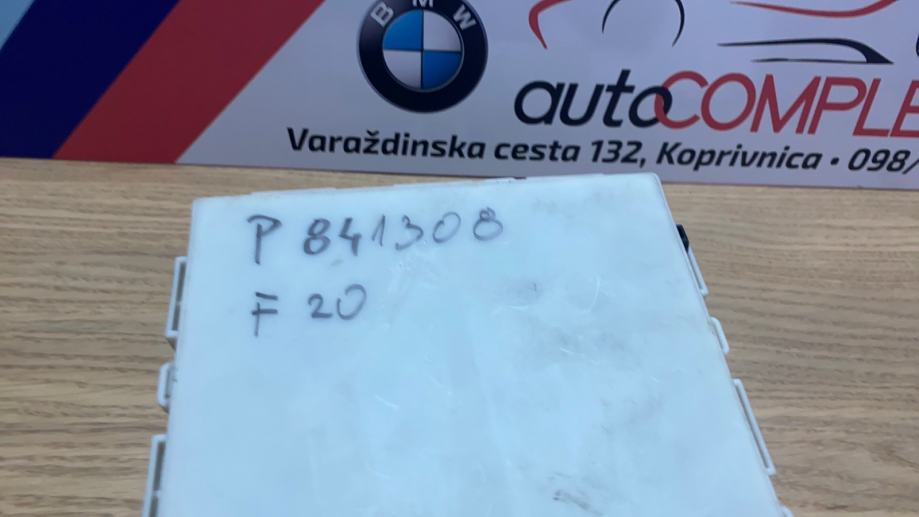 BMW
autoCOMPLE
Varaždinska cesta 132, Koprivnica • 098/
P 841308
F 20